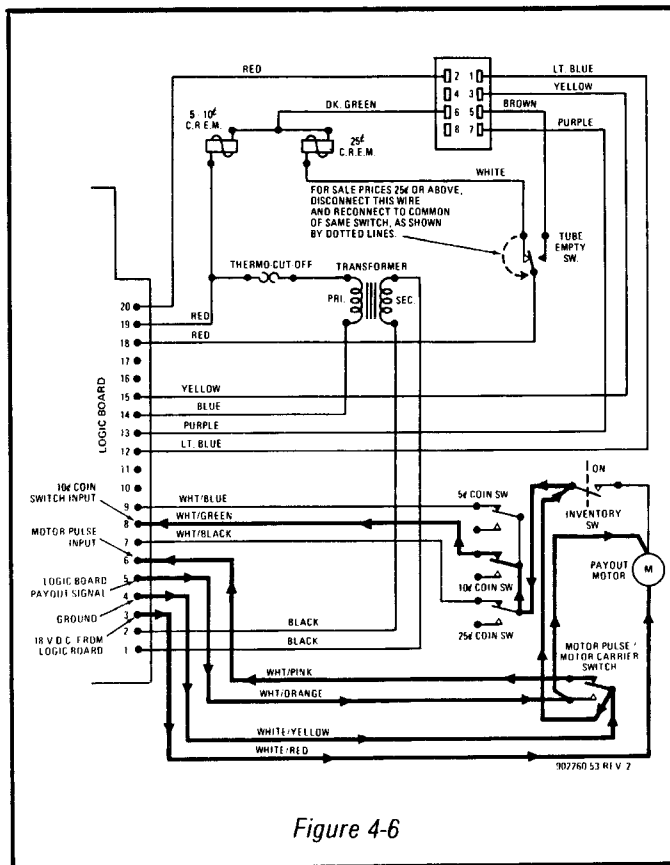 RED
2 1
LT. BLUE
4 3
YELLOW
DK. GREEN
6 5
BROWN
8 7
PURPLE
5 - 10¢
C.R.E.M.
25¢
C.R.E.M.
WHITE
FOR SALE PRICES 25¢ OR ABOVE,
DISCONNECT THIS WIRE
AND RECONNECT TO COMMON
OF SAME SWITCH, AS SHOWN
BY DOTTED LINES.
TUBE
EMPTY
SW.
THERMO-CUT-OFF
TRANSFORMER
PRI.
SEC.
LOGIC BOARD
20
19
RED
18
RED
17
16
15
YELLOW
14
BLUE
13
PURPLE
12
LT. BLUE
11
10
9
WHT/BLUE
5¢ COIN SW
10¢ COIN
SWITCH INPUT
8
WHT/GREEN
7
WHT/BLACK
ON
INVENTORY
SW
MOTOR PULSE
INPUT
6
10¢ COIN SW
PAYOUT
MOTOR
M
LOGIC BOARD
PAYOUT SIGNAL
5
GROUND
4
25¢ COIN SW
3
18 V D C FROM
LOGIC BOARD
2
BLACK
1
BLACK
MOTOR PULSE /
MOTOR CARRIER
SWITCH
WHT/PINK
WHT/ORANGE
WHITE/YELLOW
WHITE/RED
902760 53 REV. 2
Figure 4-6